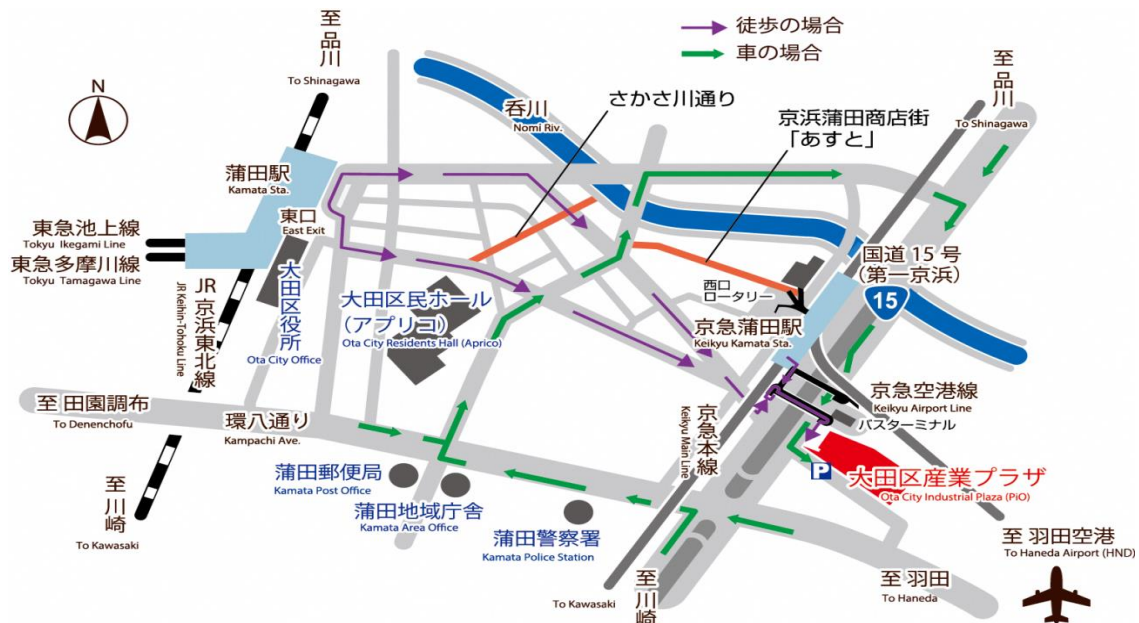 徒歩の場合
車の場合
N
至
品川
To Shinagawa
至
品川
To Shinagawa
さかさ川通り
呑川
Nomi Riv.
京浜蒲田商店街
「あすと」
蒲田駅
Kamata Sta.
東口
East Exit
東急池上線
Tokyu Ikegami Line
東急多摩川線
Tokyu Tamagawa Line
JR
京浜東北線
JR Keihin-Tohoku Line
大田区役所
Ota City Office
大田区民ホール
(アプリコ)
Ota City Residents Hall (Aprico)
西口
ロータリー
国道 15 号
(第一京浜)
15
京急蒲田駅
Keikyu Kamata Sta.
京急空港線
Keikyu Airport Line
バスターミナル
京急本線
Keikyu Main Line
至 田園調布
To Denenchofu
環八通り
Kampachi Ave.
P
大田区産業プラザ
Ota City Industrial Plaza (PiO)
蒲田郵便局
Kamata Post Office
蒲田地域庁舎
Kamata Area Office
蒲田警察署
Kamata Police Station
至
川崎
To Kawasaki
至
川崎
To Kawasaki
至 羽田
To Haneda
至 羽田空港
To Haneda Airport (HND)